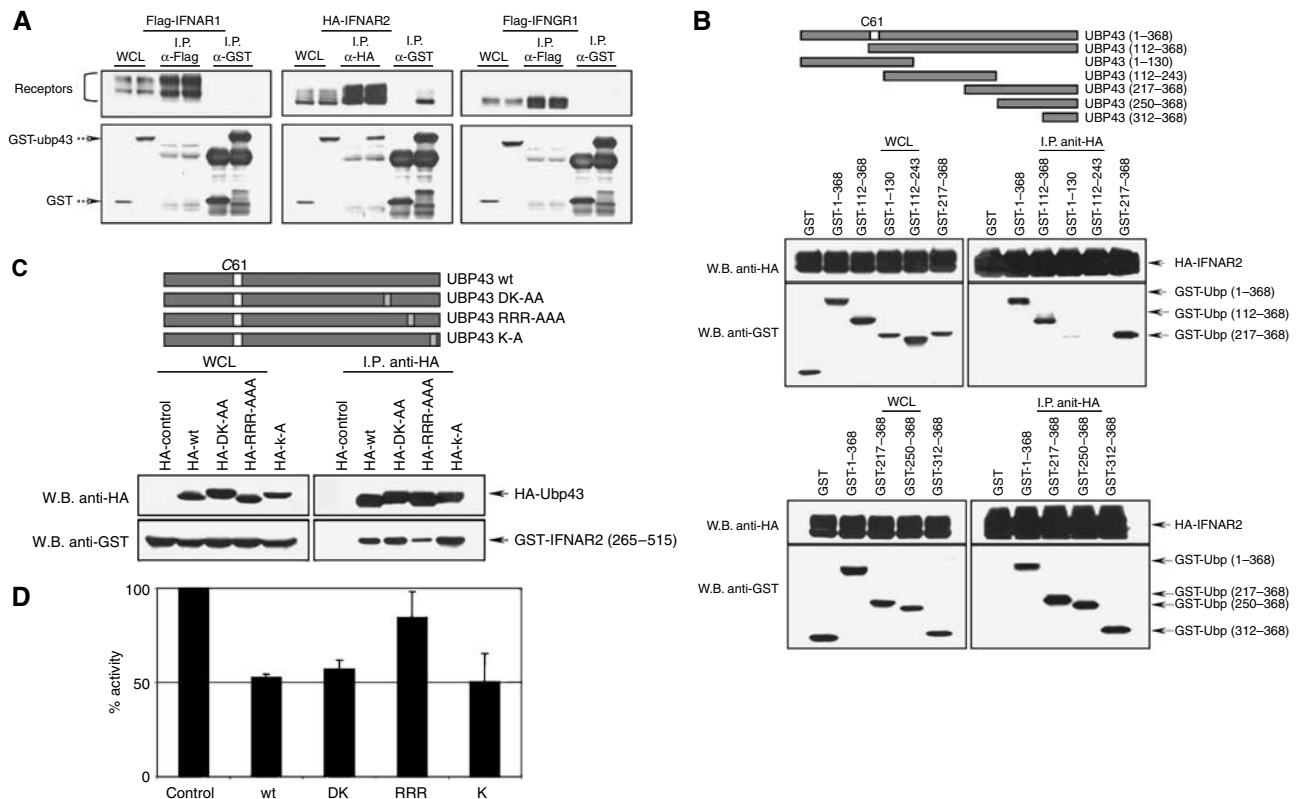 A
Flag-IFNAR1
HA-IFNAR2
Flag-IFNGR1
WCL
I.P. α-Flag
I.P. α-GST
WCL
I.P. α-HA
I.P. α-GST
WCL
I.P. α-Flag
I.P. α-GST
Receptors
GST-ubp43
GST
B
C61
UBP43 (1–368)
UBP43 (112–368)
UBP43 (1–130)
UBP43 (112–243)
UBP43 (217–368)
UBP43 (250–368)
UBP43 (312–368)
WCL
I.P. anit-HA
GST
GST-1–368
GST-112–368
GST-1–130
GST-112–243
GST-217–368
GST
GST-1–368
GST-112–368
GST-1–130
GST-112–243
GST-217–368
W.B. anti-HA
HA-IFNAR2
W.B. anti-GST
GST-Ubp (1–368)
GST-Ubp (112–368)
GST-Ubp (217–368)
WCL
I.P. anit-HA
GST
GST-1–368
GST-217–368
GST-250–368
GST-312–368
GST
GST-1–368
GST-217–368
GST-250–368
GST-312–368
W.B. anti-HA
HA-IFNAR2
W.B. anti-GST
GST-Ubp (1–368)
GST-Ubp (217–368)
GST-Ubp (250–368)
GST-Ubp (312–368)
C
C61
UBP43 wt
UBP43 DK-AA
UBP43 RRR-AAA
UBP43 K-A
WCL
I.P. anti-HA
HA-control
HA-wt
HA-DK-AA
HA-RRR-AAA
HA-k-A
HA-control
HA-wt
HA-DK-AA
HA-RRR-AAA
HA-k-A
W.B. anti-HA
HA-Ubp43
W.B. anti-GST
GST-IFNAR2 (265–515)
D
% activity
100
50
0
Control
wt
DK
RRR
K